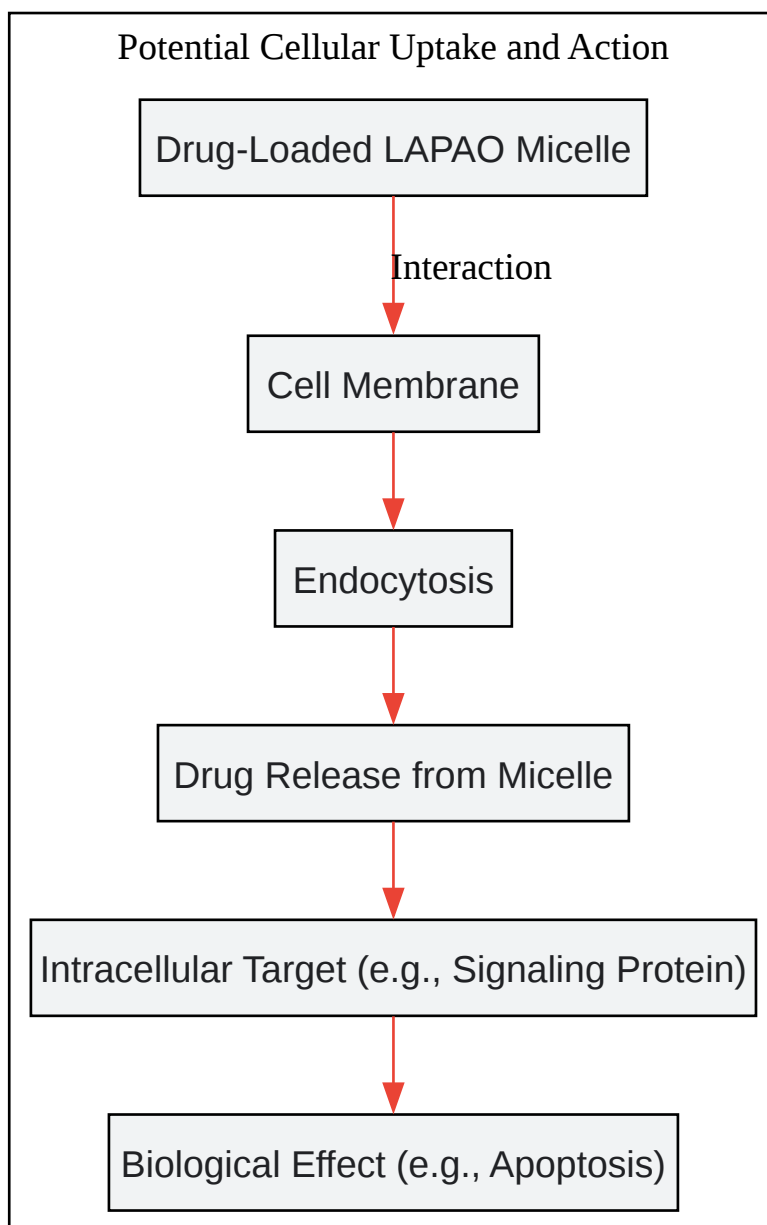 Potential Cellular Uptake and Action
Drug-Loaded LAPAO Micelle
Interaction
Cell Membrane
Endocytosis
Drug Release from Micelle
Intracellular Target (e.g., Signaling Protein)
Biological Effect (e.g., Apoptosis)